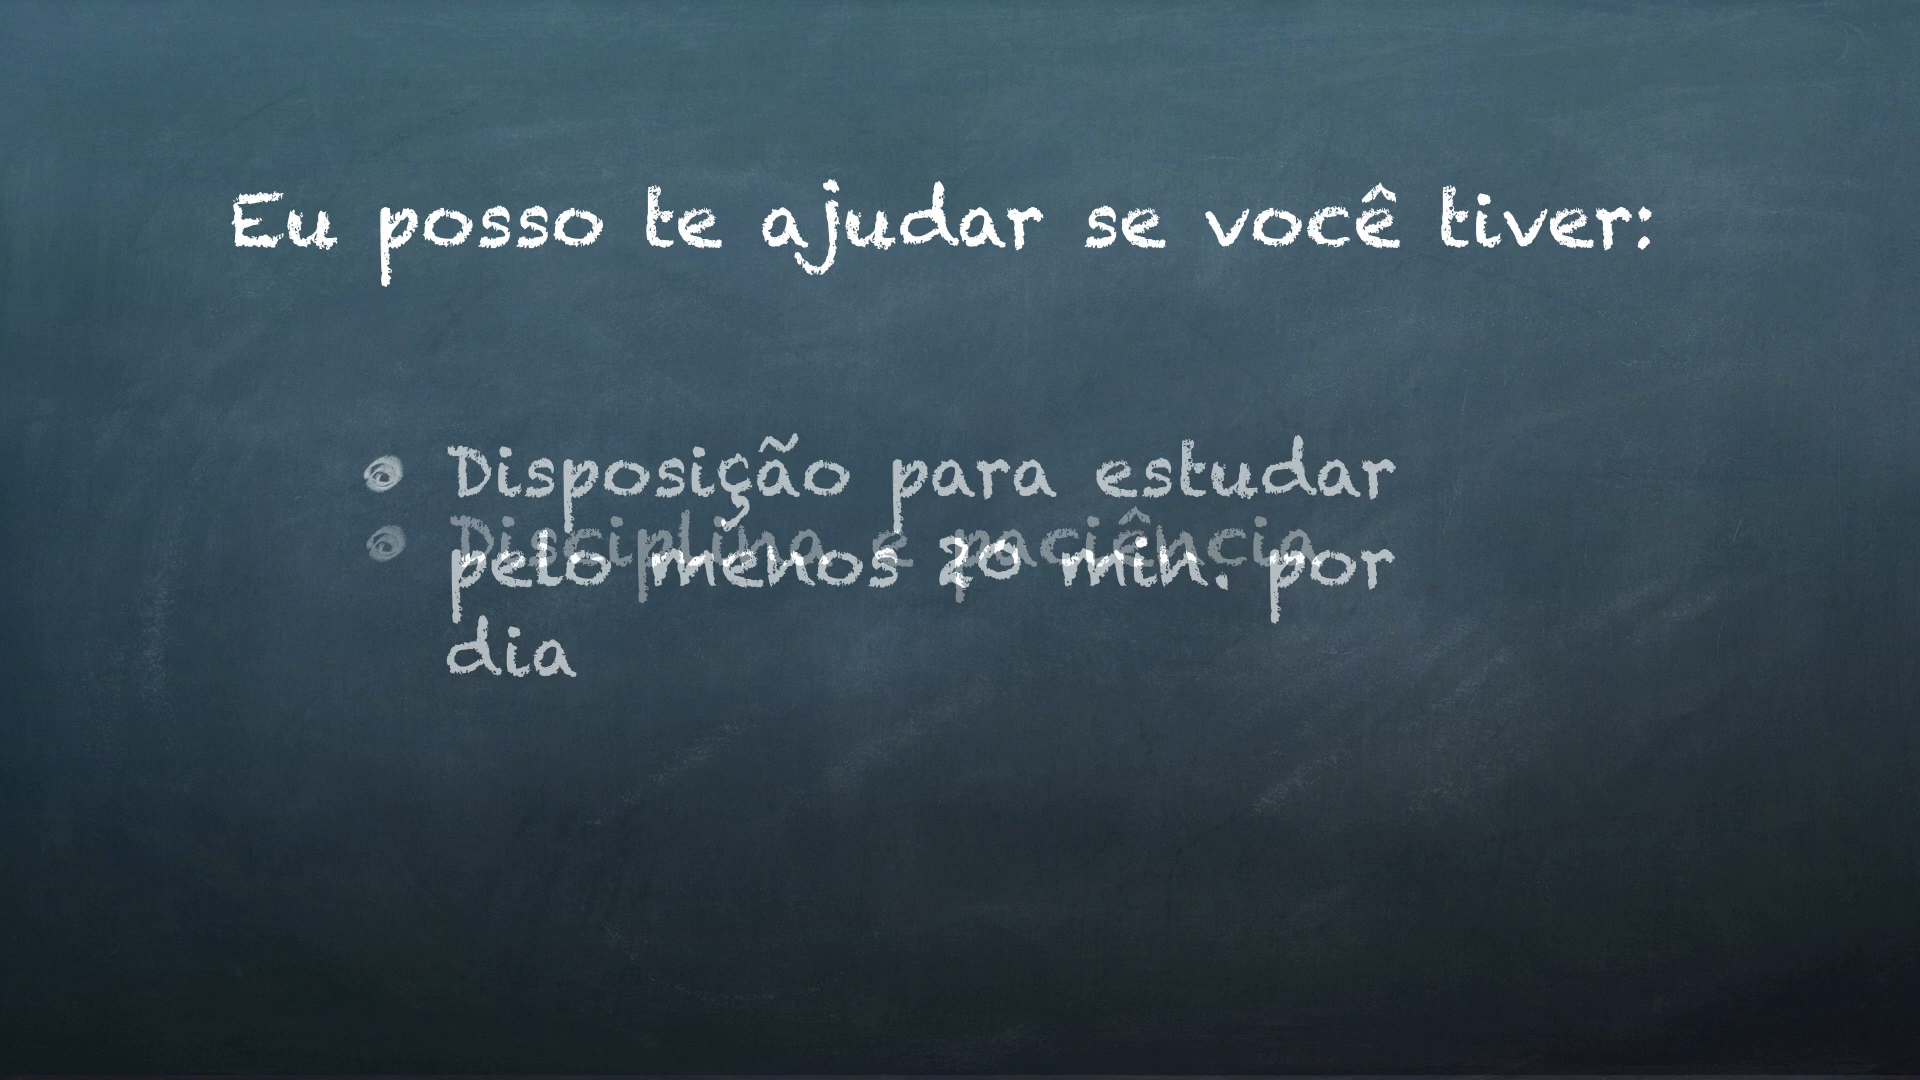 Eu posso te ajudar se você tiver:
Disposição para estudar
Disciplina e paciência
pelo menos 20 min. por
dia